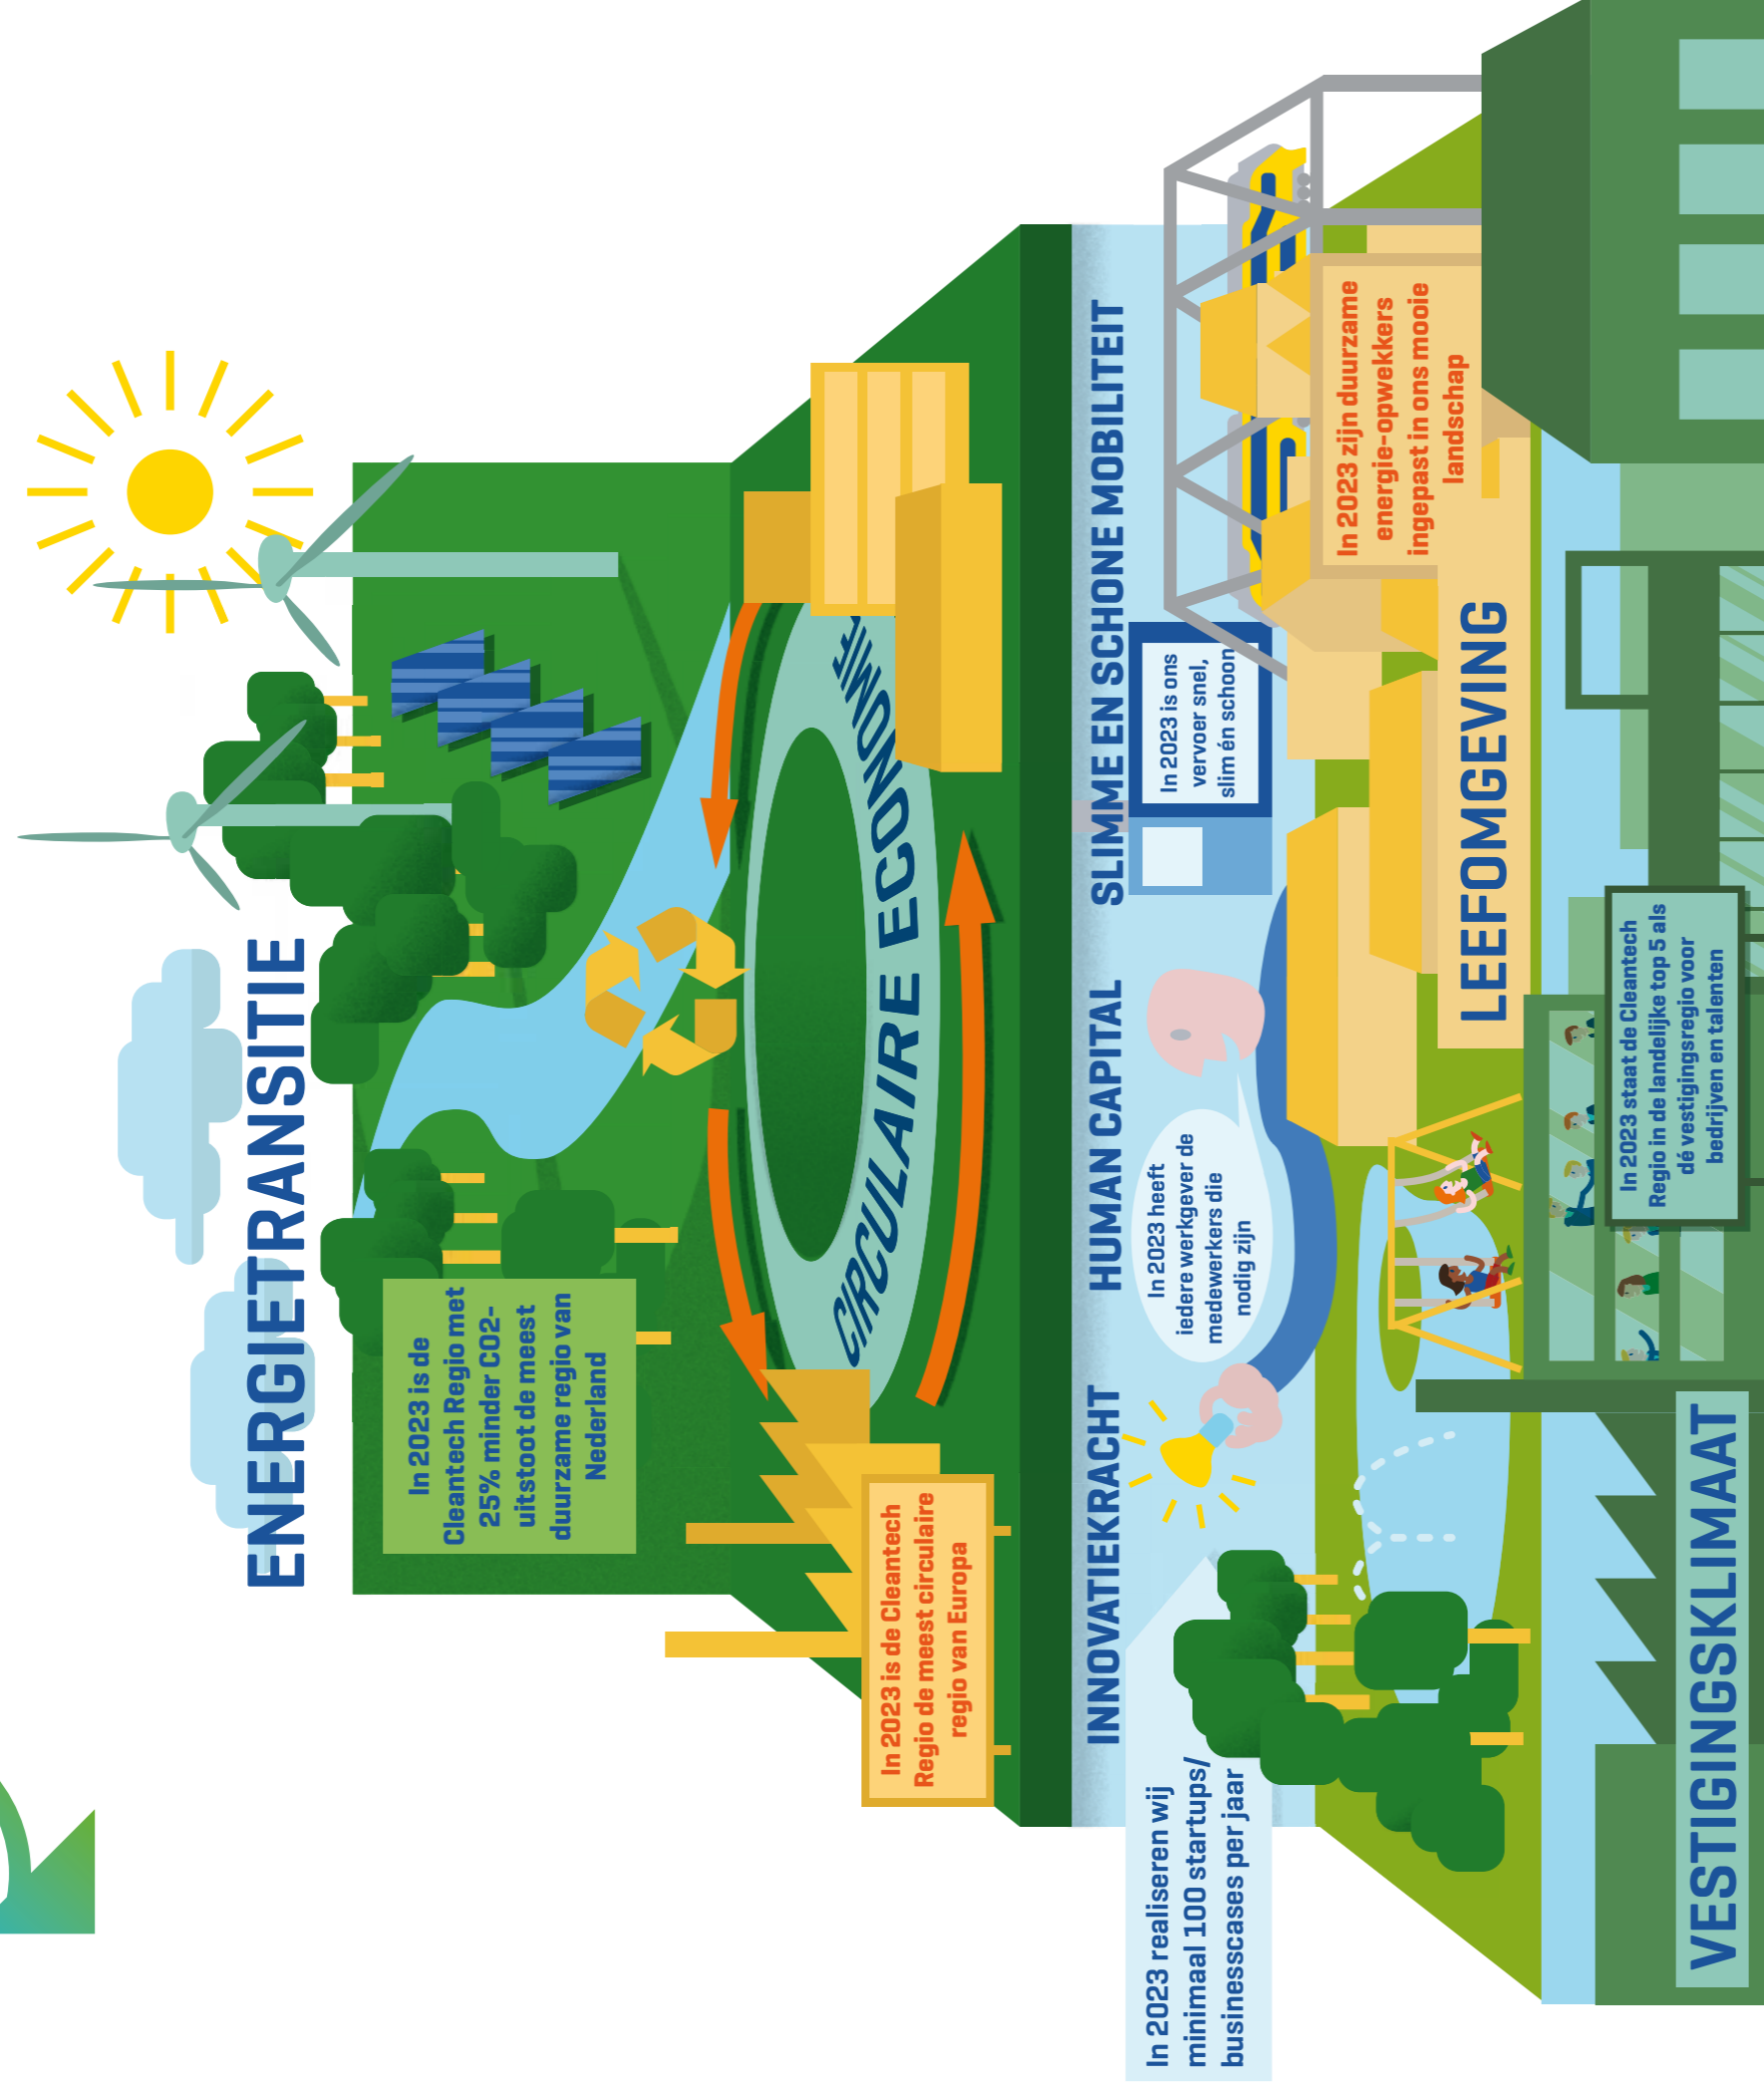 ENERGIETRANSITIE
In 2023 is de
Cleantech Regio met
25% minder CO2-
uitstoot de meest
duurzame regio van
Nederland
CIRCULAIRE ECONOMIE
In 2023 is de Cleantech
Regio de meest circulaire
regio van Europa
INNOVATIEKRACHT
In 2023 realiseren wij
minimaal 100 startups/
businesscases per jaar
HUMAN CAPITAL
In 2023 heeft
iedere werkgever de
medewerkers die
nodig zijn
SLIMME EN SCHONE MOBILITEIT
In 2023 is ons
vervoer snel,
slim én schoon
LEEFOMGEVING
In 2023 zijn duurzame
energie-opwekkers
ingepast in ons mooie
landschap
VESTIGINGSKLIMAAT
In 2023 staat de Cleantech
Regio in de landelijke top 5 als
dé vestigingsregio voor
bedrijven en talenten